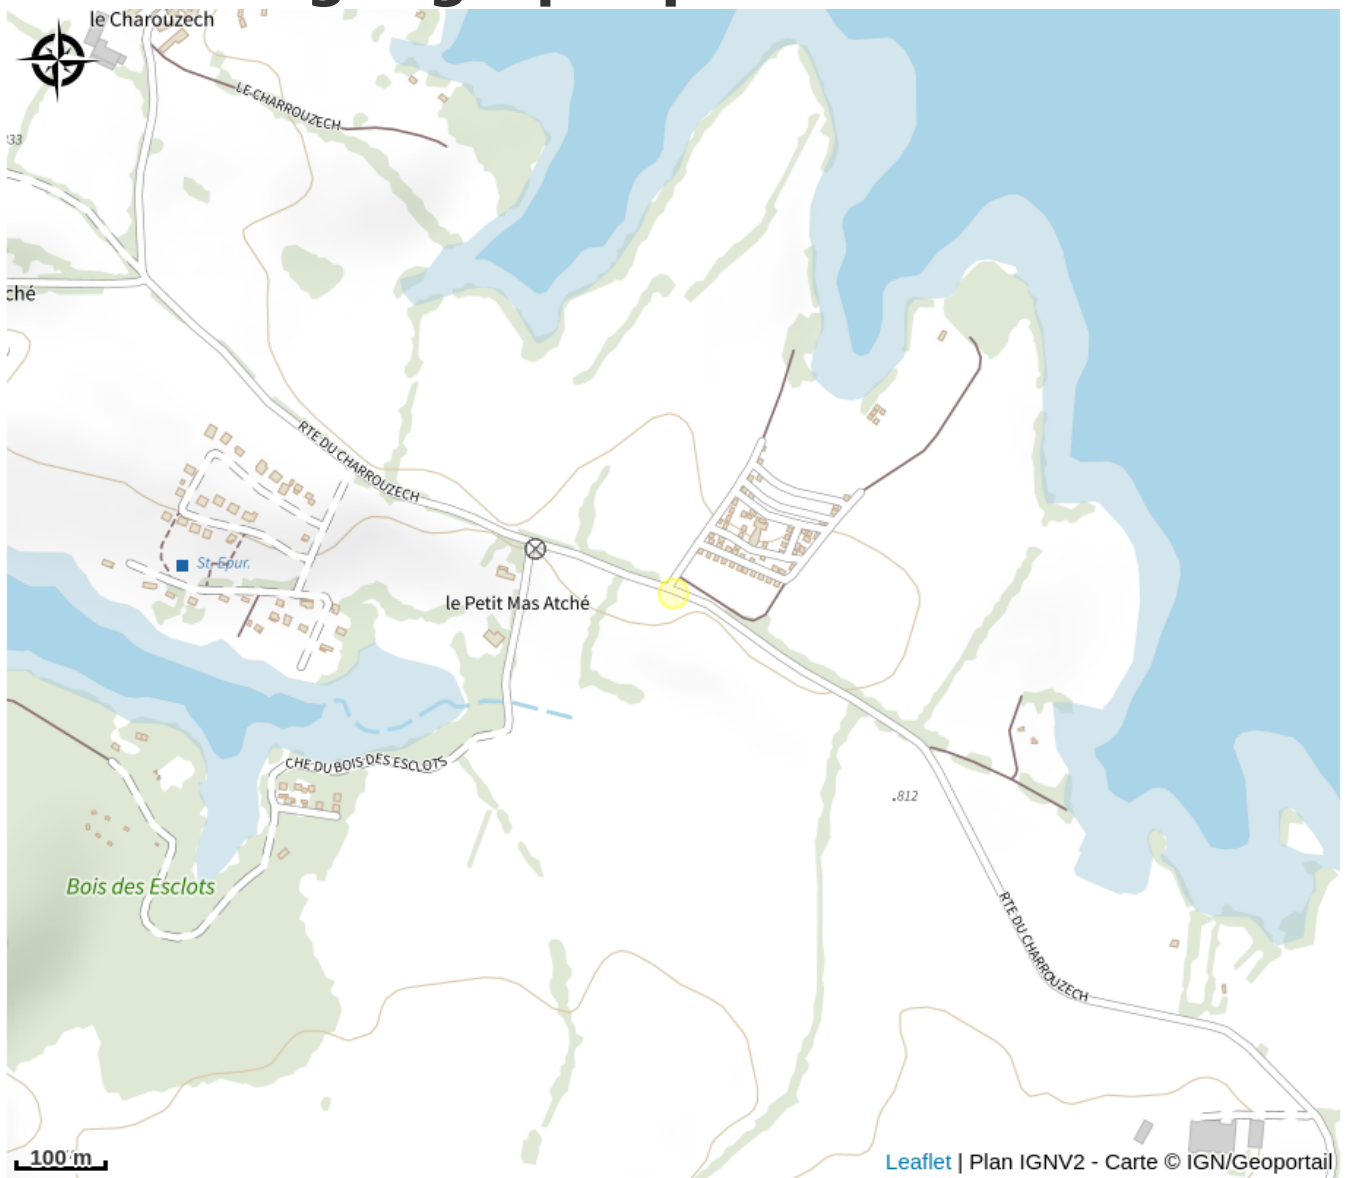 le Charouzech
LE CHARROUZECH
333
ché
RTE DU CHARROUZECH
St. Epur.
le Petit Mas Atché
CHE DU BOIS DES ESCLOTS
.812
Bois des Esclots
RTE DU CHARROUZECH
100 m
Leaflet | Plan IGNV2 - Carte © IGN/Geoportail